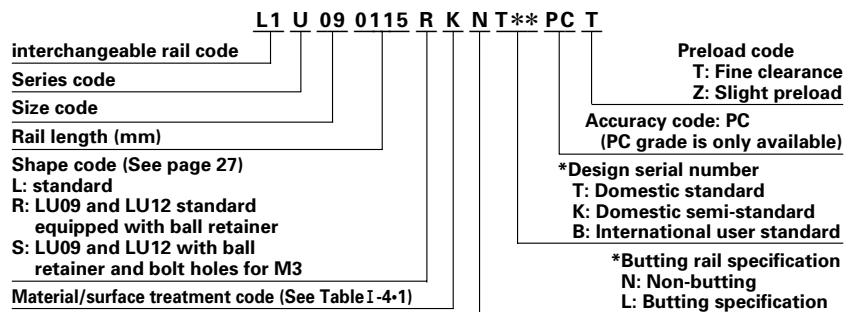 L1 U 09 0115 R K N T** PC T
interchangeable rail code
Series code
Size code
Rail length (mm)
Shape code (See page 27)
L: standard
R: LU09 and LU12 standard
equipped with ball retainer
S: LU09 and LU12 with ball
retainer and bolt holes for M3
Material/surface treatment code (See Table I-4•1)
Preload code
T: Fine clearance
Z: Slight preload
Accuracy code: PC
(PC grade is only available)
*Design serial number
T: Domestic standard
K: Domestic semi-standard
B: International user standard
*Butting rail specification
N: Non-butting
L: Butting specification